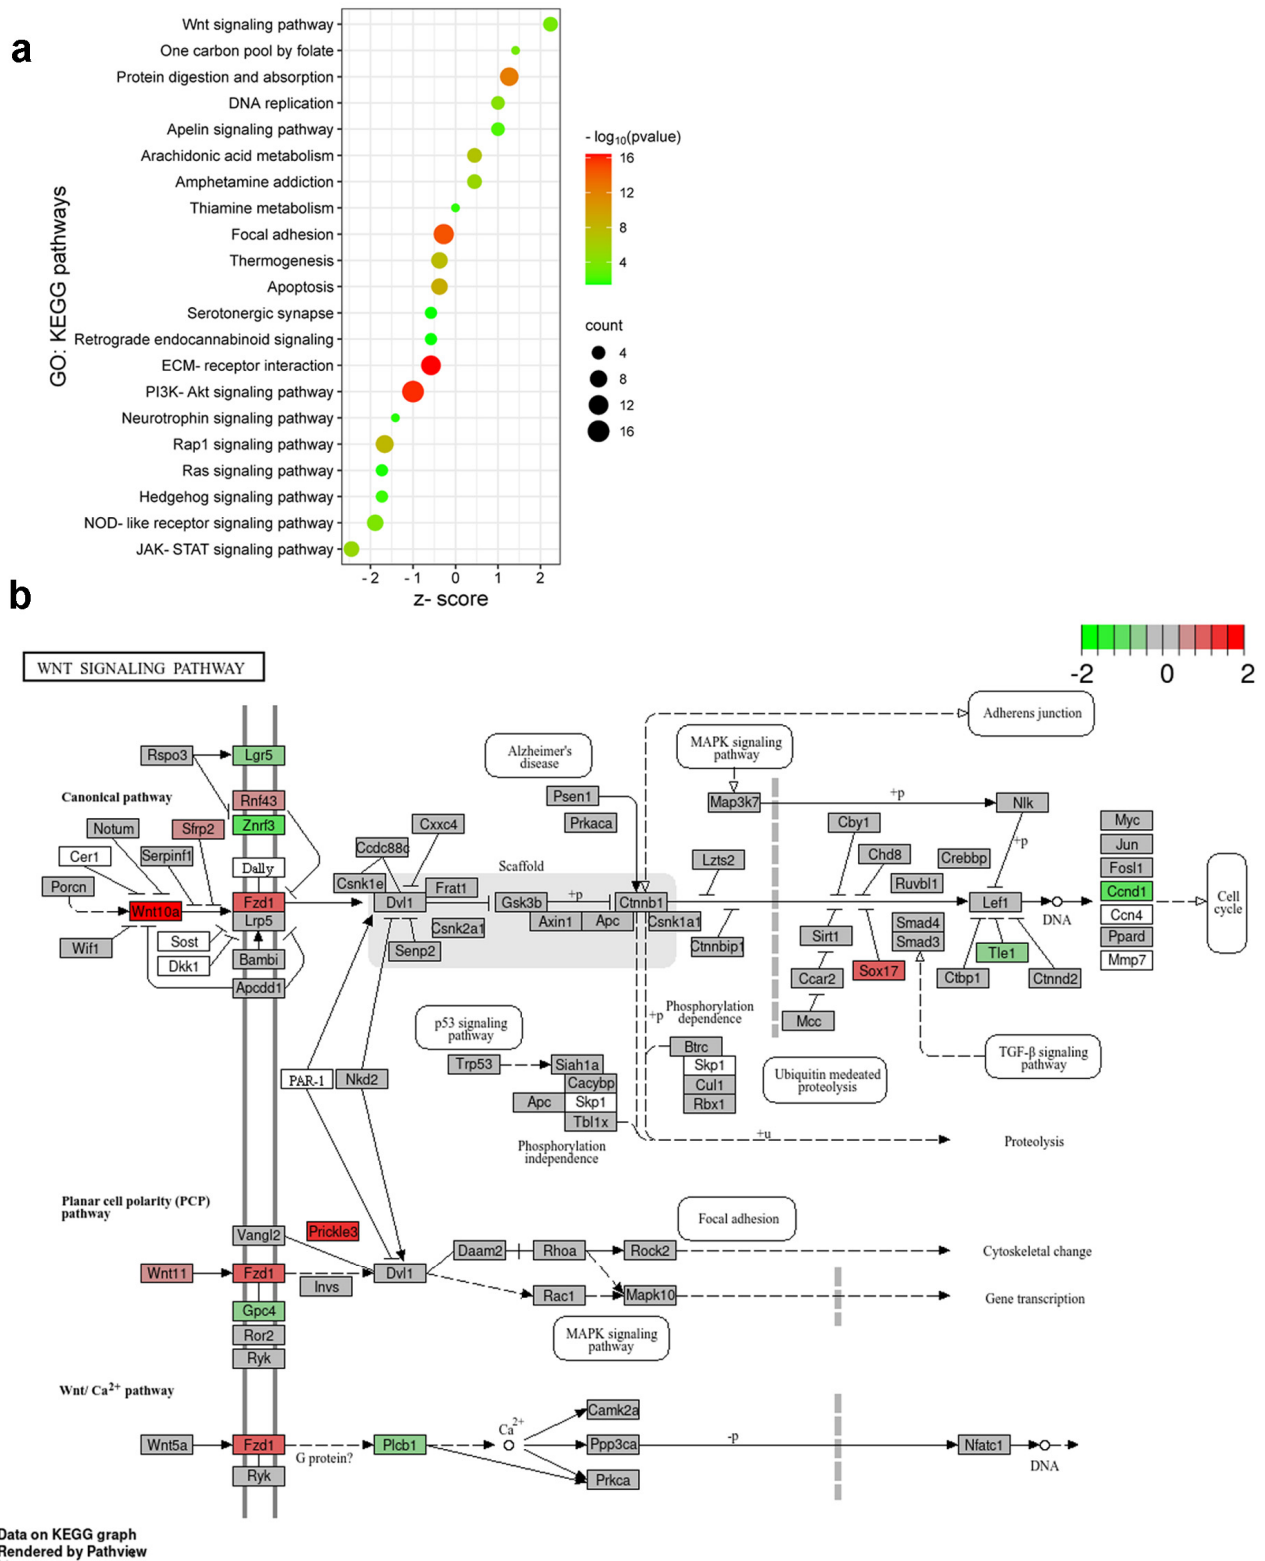 a
Wnt signaling pathway
One carbon pool by folate
Protein digestion and absorption
DNA replication
Apelin signaling pathway
Arachidonic acid metabolism
Amphetamine addiction
Thiamine metabolism
Focal adhesion
Thermogenesis
Apoptosis
Serotonergic synapse
Retrograde endocannabinoid signaling
ECM- receptor interaction
PI3K- Akt signaling pathway
Neurotrophin signaling pathway
Rap1 signaling pathway
Ras signaling pathway
Hedgehog signaling pathway
NOD- like receptor signaling pathway
JAK- STAT signaling pathway
GO: KEGG pathways
-2 -1 0 1 2
z- score
- log10(pvalue)
16
12
8
4
count
4
8
12
16
b
-2 0 2
WNT SIGNALING PATHWAY
Adherens junction
MAPK signaling
pathway
Alzheimer's
disease
Rspo3
Lgr5
Canonical pathway
Rnf43
Znrf3
Notum
Sfrp2
Cer1
Serpinf1
Dally
Porcn
Wnt10a
Fzd1
Lrp5
Wif1
Sost
Dkk1
Bambi
Apcdd1
Psen1
Prkaca
Map3k7
+p
Nlk
+p
Cxxc4
Ccdc88c
Csnk1e
Dvl1
Frat1
Csnk2a1
Senp2
Scaffold
Gsk3b
+p
Ctnnb1
Axin1
Apc
Csnk1a1
Lzts2
Ctnnbip1
Cby1
Chd8
Crebbp
Ruvbl1
Lef1
DNA
Smad4
Smad3
Sirt1
Ccar2
Mcc
Sox17
Tle1
Ctbp1
Ctnnd2
Myc
Jun
Fosl1
Ccnd1
Ccn4
Ppard
Mmp7
Cell
cycle
p53 signaling
pathway
+p
Phosphorylation
dependence
TGF-β signaling
pathway
Trp53
Siah1a
Cacybp
Apc
Skp1
Tbl1x
Phosphorylation
independence
Btrc
Skp1
Cul1
Rbx1
Ubiquitin medeated
proteolysis
PAR-1
Nkd2
+u
Proteolysis
Planar cell polarity (PCP)
pathway
Vangl2
Prickle3
Wnt11
Fzd1
Invs
Dvl1
Gpc4
Ror2
Ryk
Daam2
Rhoa
Rock2
Focal adhesion
Cytoskeletal change
Rac1
Mapk10
Gene transcription
MAPK signaling
pathway
Wnt/ Ca2+ pathway
Wnt5a
Fzd1
Ryk
G protein?
Plcb1
Ca2+
Camk2a
Ppp3ca
Prkca
-p
Nfatc1
DNA
Data on KEGG graph
Rendered by Pathview